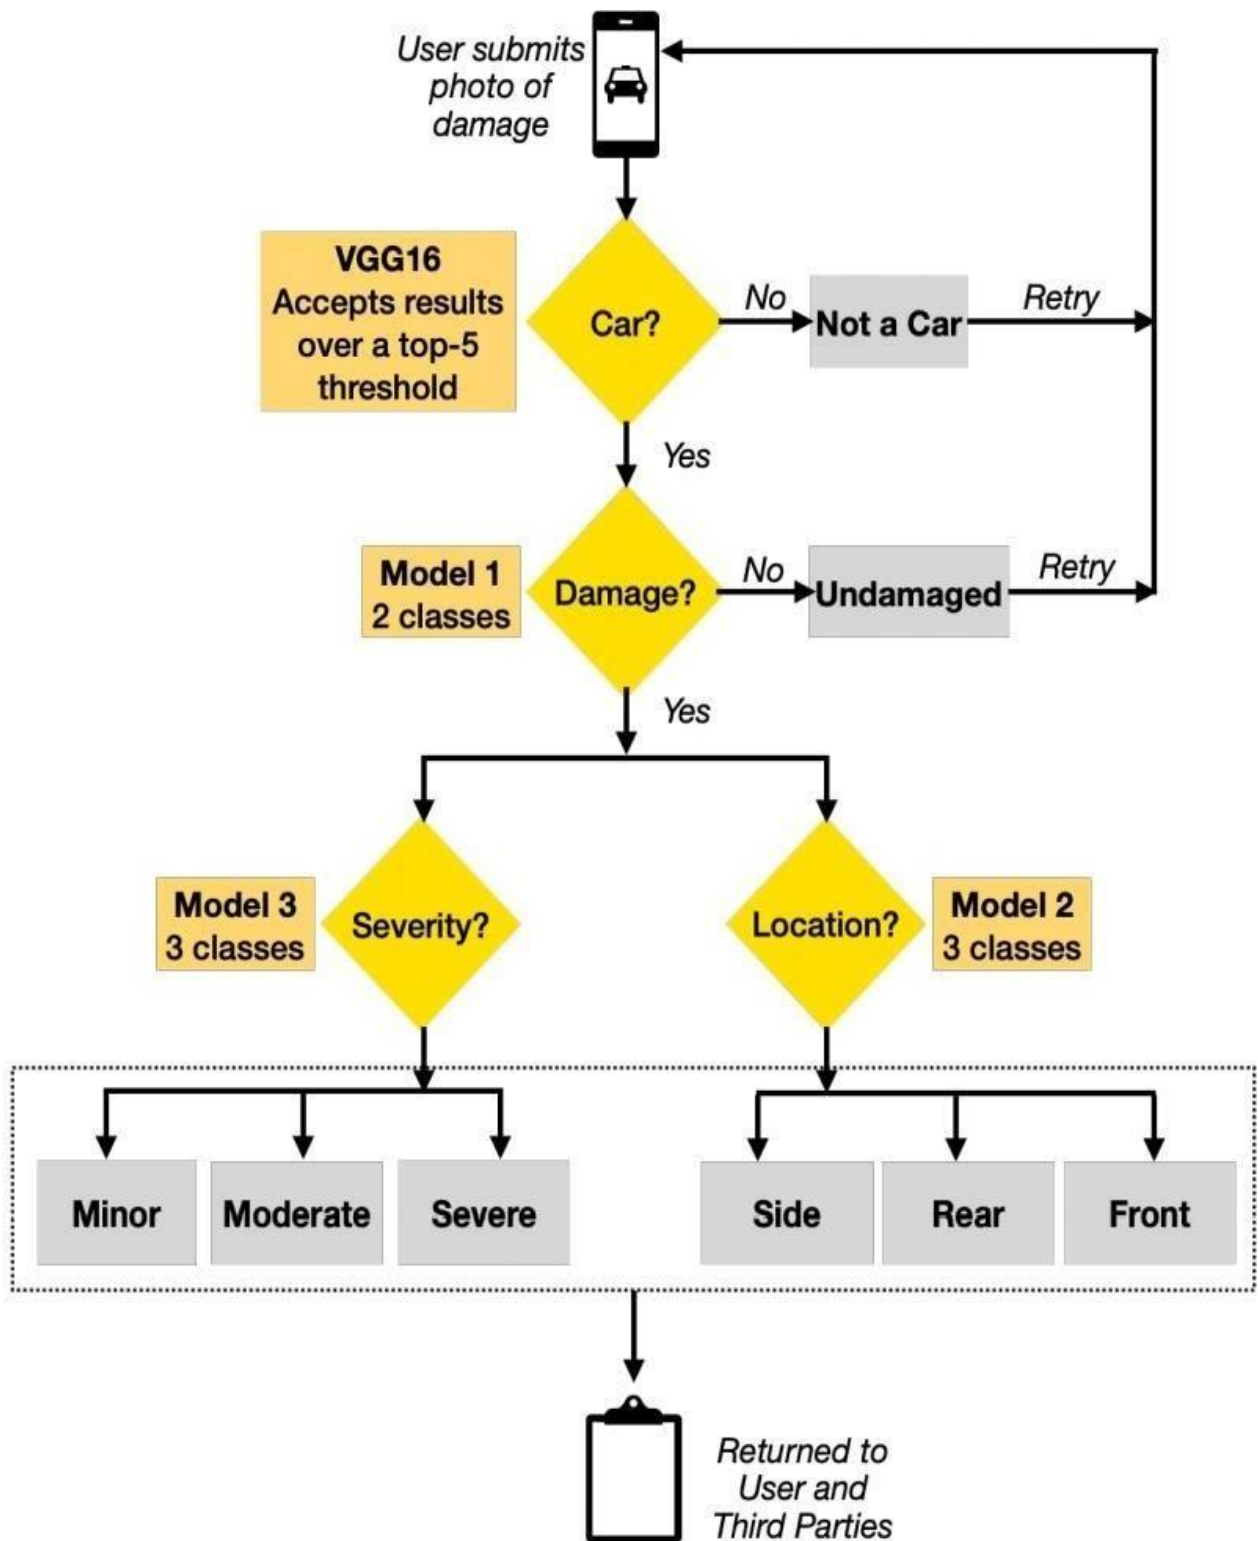 User submits
photo of
damage
VGG16
Accepts results
over a top-5
threshold
Car?
No
Not a Car
Retry
Yes
Model 1
2 classes
Damage?
No
Undamaged
Retry
Yes
Model 3
3 classes
Severity?
Location?
Model 2
3 classes
Minor
Moderate
Severe
Side
Rear
Front
Returned to
User and
Third Parties